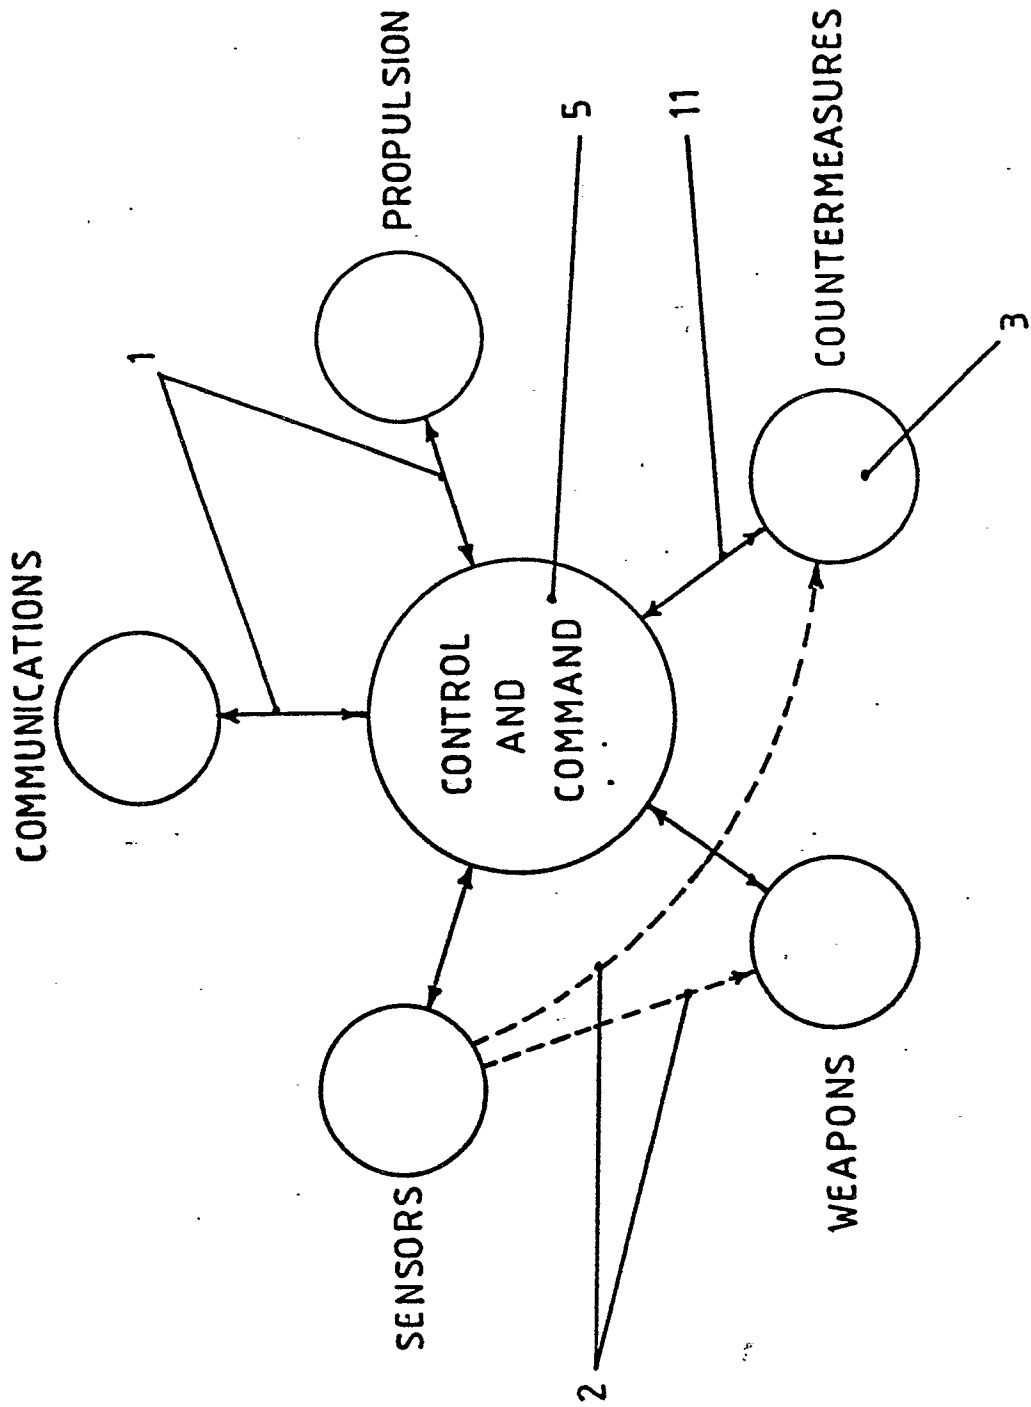 COMMUNICATIONS
1
SENSORS
PROPULSION
CONTROL
AND
COMMAND
5
2
11
WEAPONS
COUNTERMEASURES
3